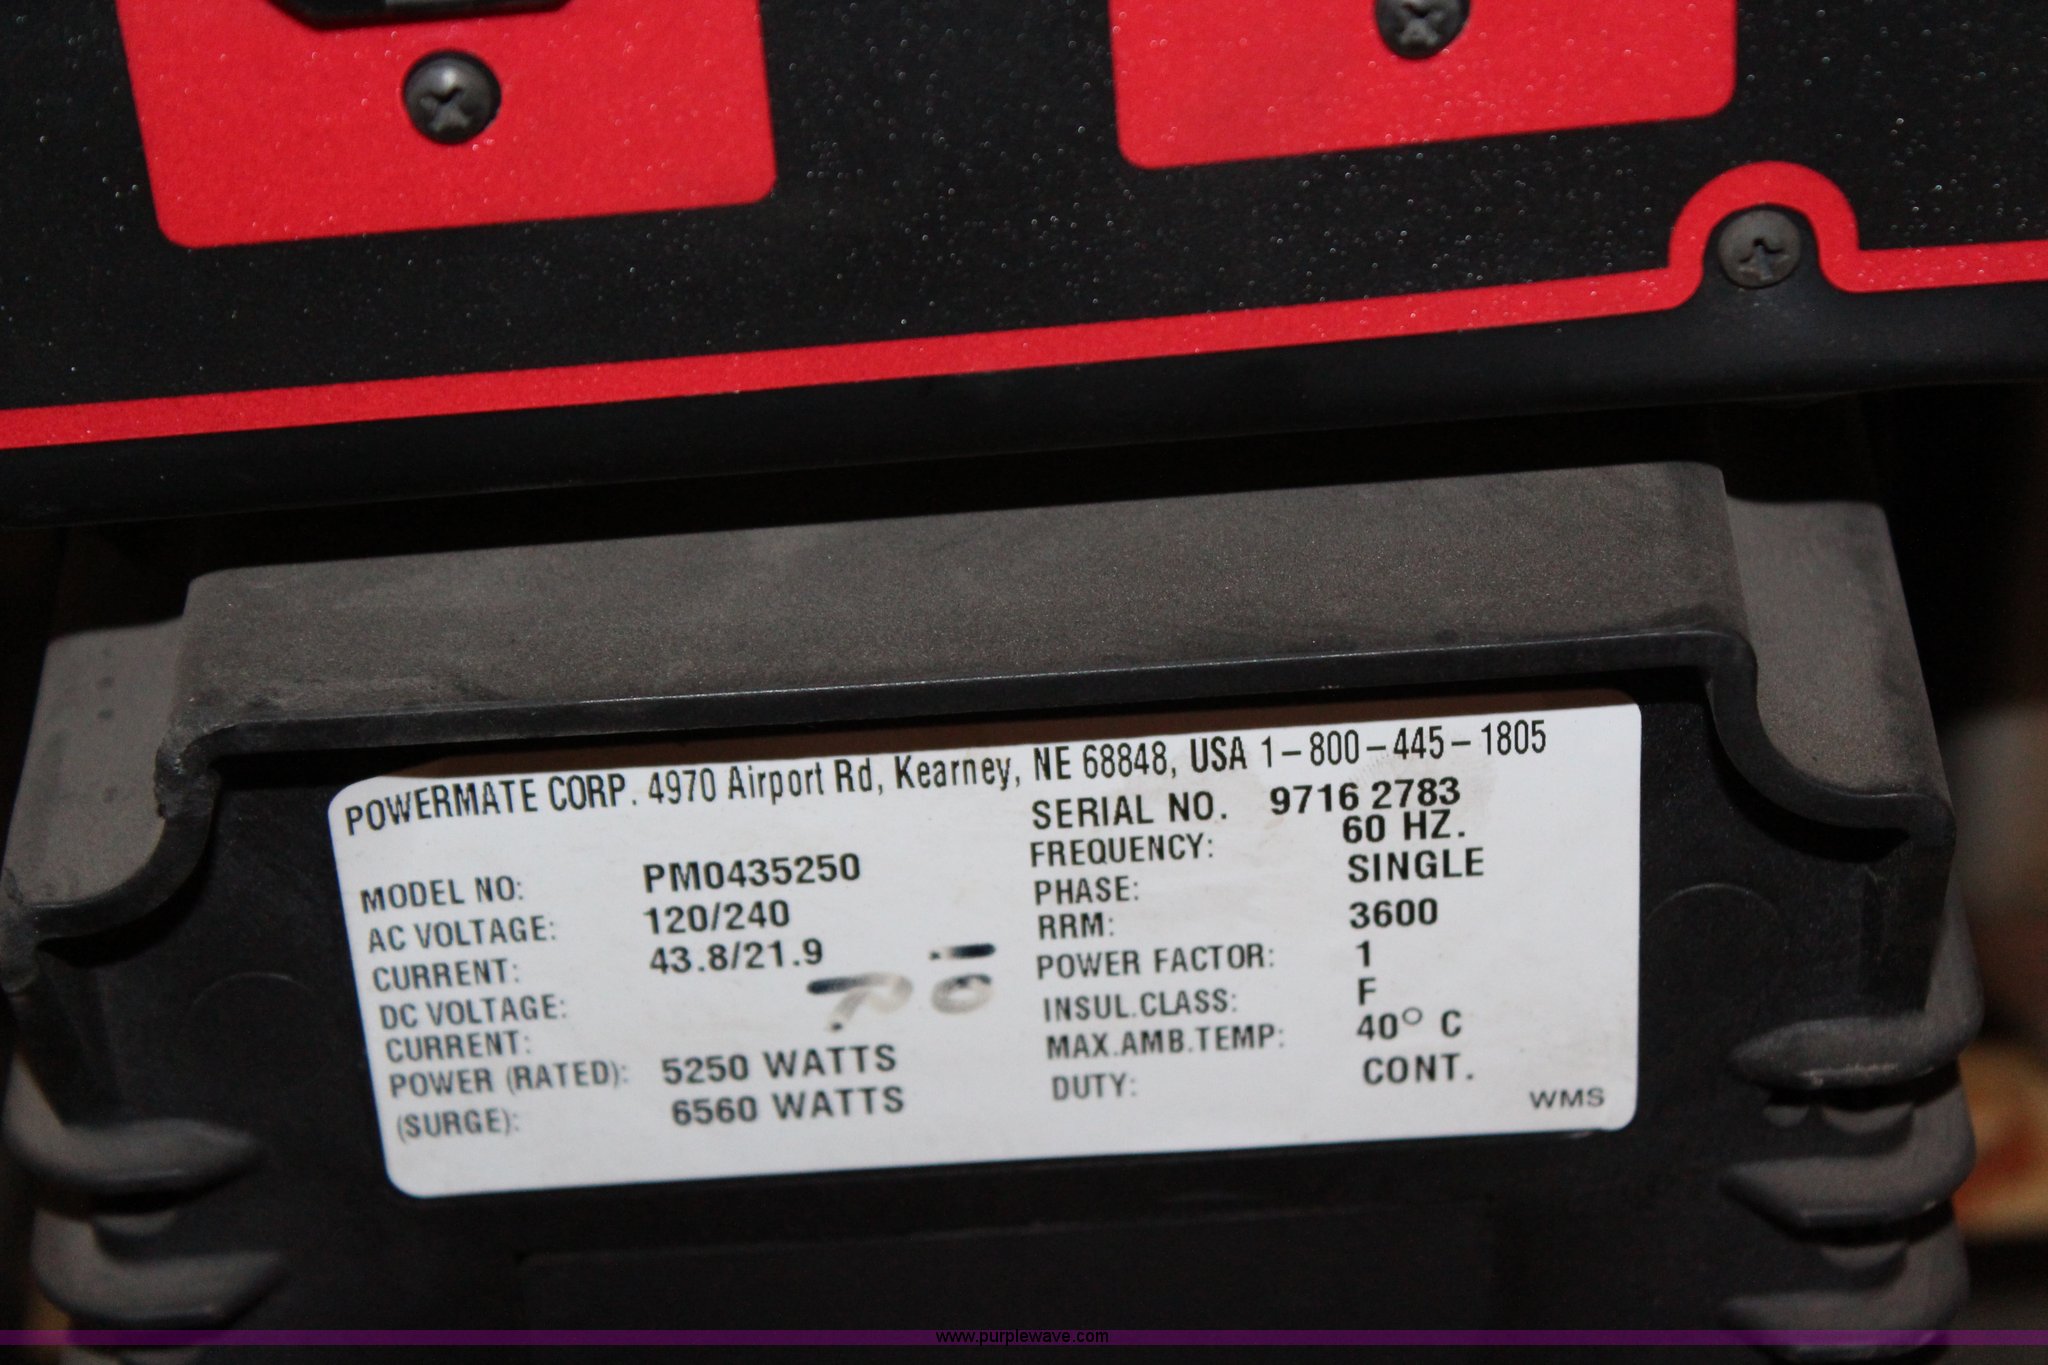 POWERMATE CORP. 4970 Airport Rd, Kearney, NE 68848, USA 1-800-445-1805
SERIAL NO. 9716 2783
MODEL NO: PM0435250
FREQUENCY: 60 HZ.
AC VOLTAGE: 120/240
PHASE: SINGLE
CURRENT: 43.8/21.9
RRM: 3600
DC VOLTAGE:
POWER FACTOR: 1
CURRENT:
INSUL.CLASS: F
POWER (RATED): 5250 WATTS
MAX.AMB.TEMP: 40° C
(SURGE): 6560 WATTS
DUTY: CONT.
WMS
www.purplewave.com